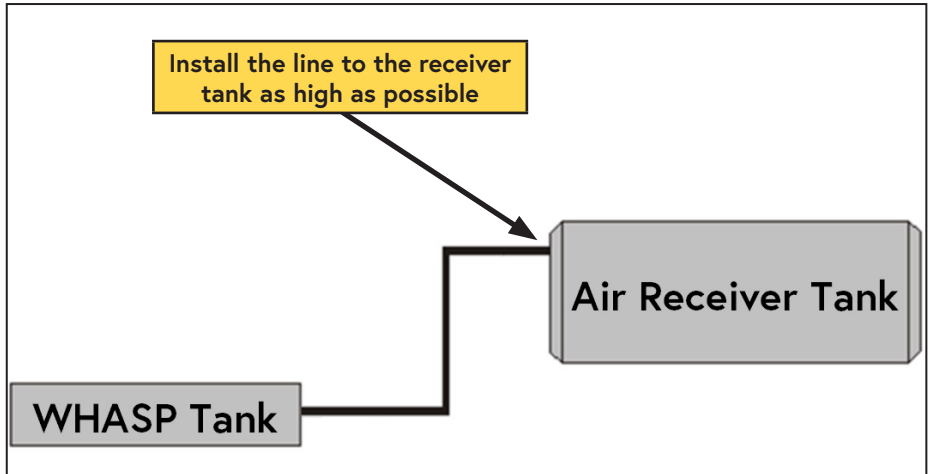 Install the line to the receiver
tank as high as possible
Air Receiver Tank
WHASP Tank